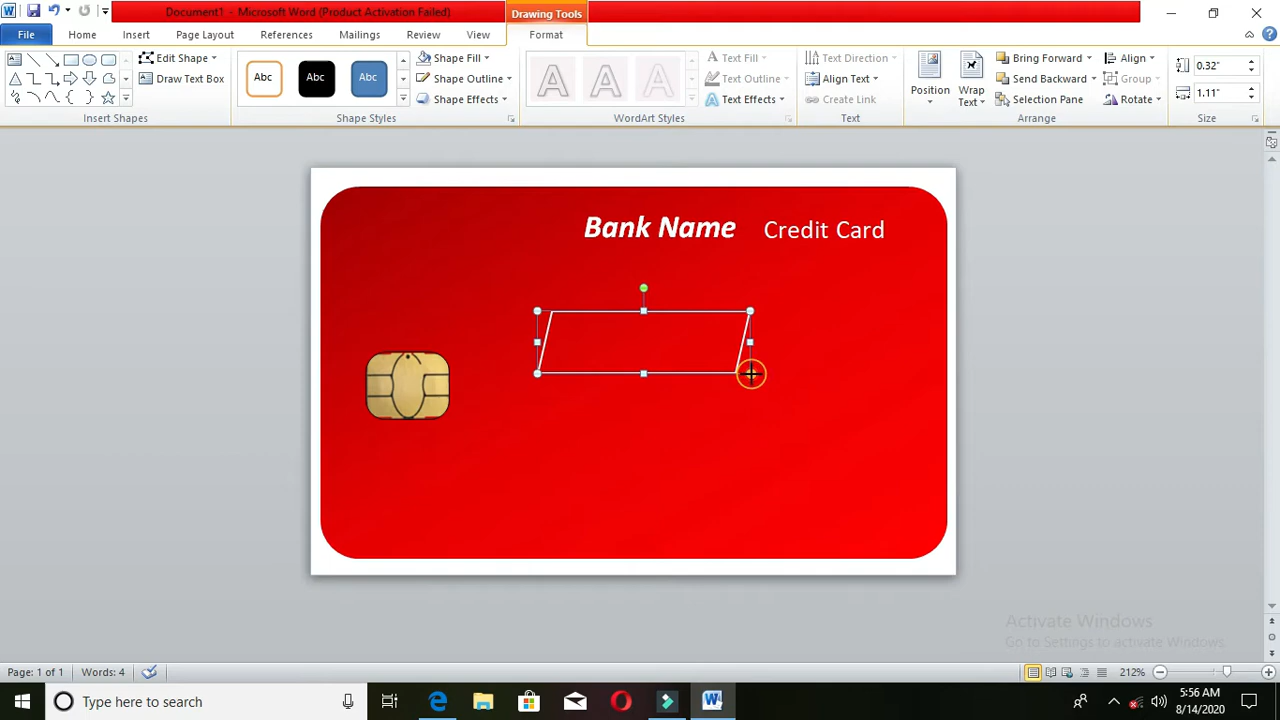 Document1 - Microsoft Word (Product Activation Failed)
Drawing Tools
File
Home
Insert
Page Layout
References
Mailings
Review
View
Format
Edit Shape
Draw Text Box
Insert Shapes
Abc
Abc
Abc
Shape Fill
Shape Outline
Shape Effects
Shape Styles
A
A
A
Text Fill
Text Outline
Text Effects
WordArt Styles
Text Direction
Align Text
Create Link
Text
Position
Wrap
Text
Bring Forward
Send Backward
Selection Pane
Align
Group
Rotate
Arrange
0.32"
1.11"
Size
Bank Name Credit Card
Activate Windows
Go to Settings to activate Windows.
Page: 1 of 1
Words: 4
212%
Type here to search
5:56 AM
8/14/2020